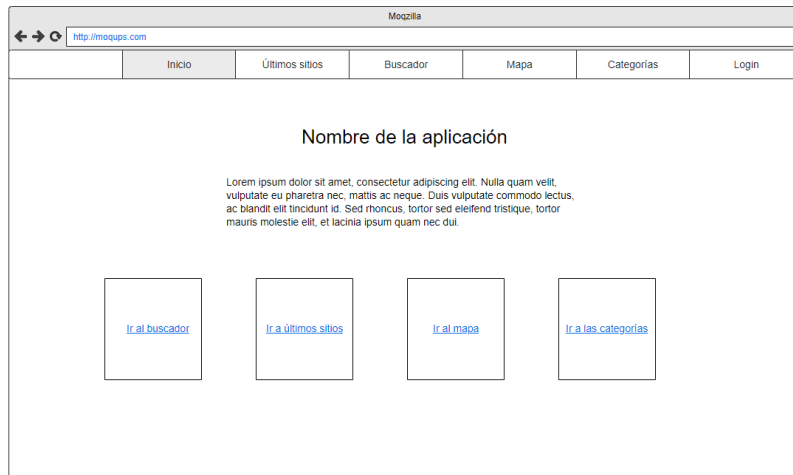 Moqzilla
http://moqups.com
Inicio Últimos sitios Buscador Mapa Categorías Login
Nombre de la aplicación
Lorem ipsum dolor sit amet, consectetur adipiscing elit. Nulla quam velit,
vulputate eu pharetra nec, mattis ac neque. Duis vulputate commodo lectus,
ac blandit elit tincidunt id. Sed rhoncus, tortor sed eleifend tristique, tortor
mauris molestie elit, et lacinia ipsum quam nec dui.
Ir al buscador Ir a últimos sitios Ir al mapa Ir a las categorías